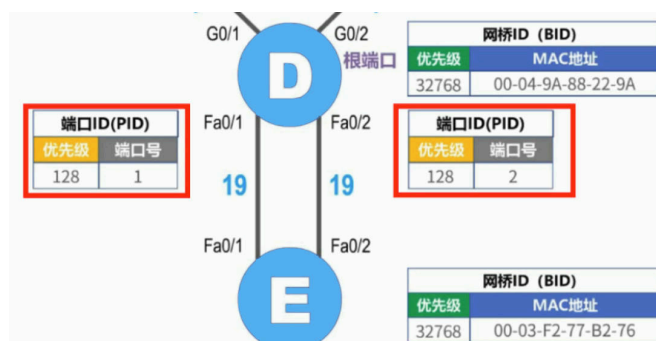 G0/1
G0/2
D
根端口
网桥ID (BID)
优先级 MAC地址
32768 00-04-9A-88-22-9A
端口ID(PID)
优先级 端口号
128 1
Fa0/1
Fa0/2
端口ID(PID)
优先级 端口号
128 2
19
19
Fa0/1
Fa0/2
E
网桥ID (BID)
优先级 MAC地址
32768 00-03-F2-77-B2-76